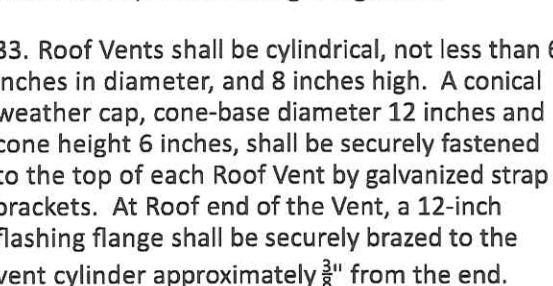 33. Roof Vents shall be cylindrical, not less than 6
inches in diameter, and 8 inches high. A conical
weather cap, cone-base diameter 12 inches and
cone height 6 inches, shall be securely fastened
to the top of each Roof Vent by galvanized strap
brackets. At Roof end of the Vent, a 12-inch
flashing flange shall be securely brazed to the
vent cylinder approximately ⅜" from the end.